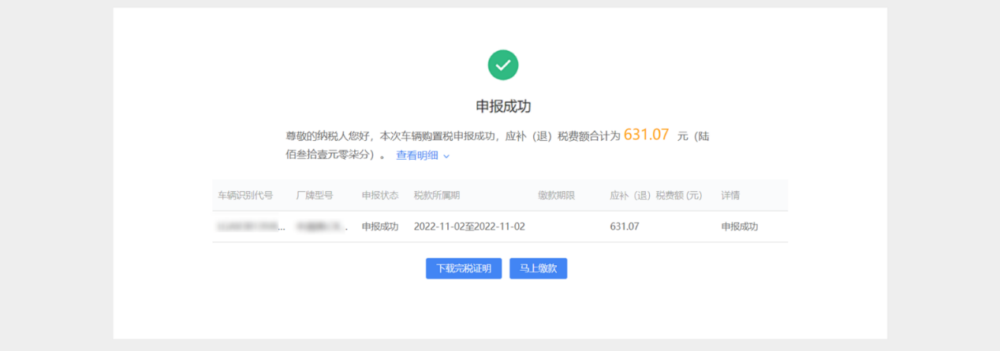 申报成功
尊敬的纳税人您好，本次车辆购置税申报成功，应补（退）税费额合计为 631.07 元（陆
佰叁拾壹元零柒分）。 查看明细
车辆识别代号 厂牌型号 申报状态 税款所属期 缴款期限 应补（退）税费额 (元) 详情
... . 申报成功 2022-11-02至2022-11-02 631.07 申报成功
下载完税证明 马上缴款